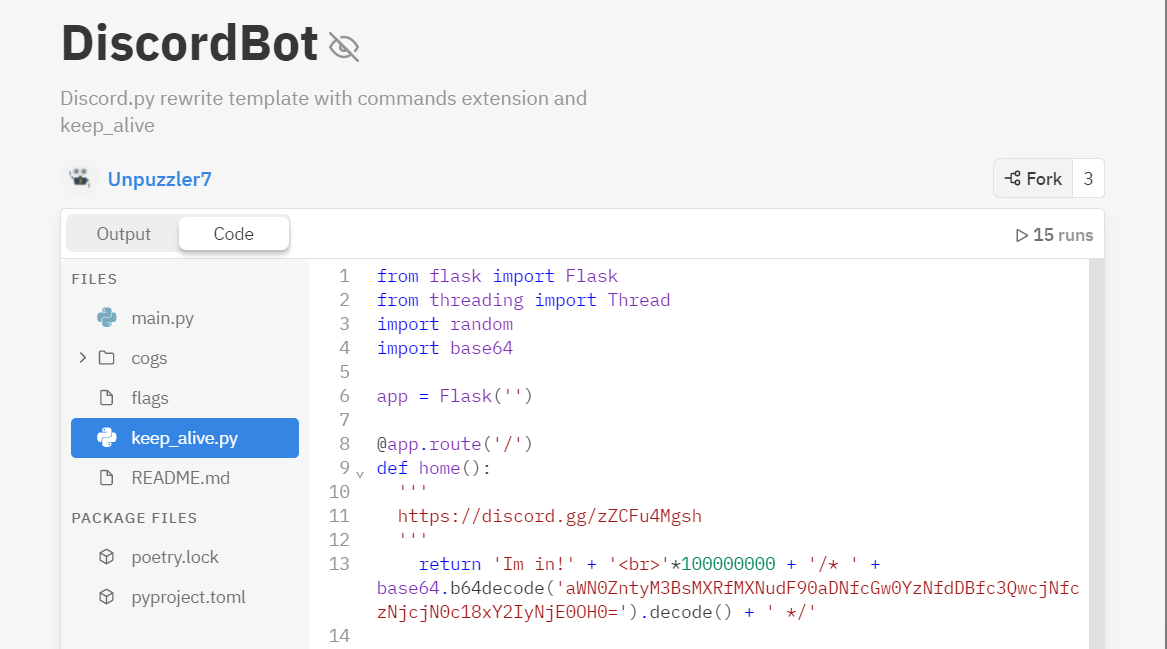 DiscordBot
Discord.py rewrite template with commands extension and
keep_alive
Unpuzzler7
Fork 3
Output Code
15 runs
FILES
main.py
cogs
flags
keep_alive.py
README.md
PACKAGE FILES
poetry.lock
pyproject.toml
1 from flask import Flask
2 from threading import Thread
3 import random
4 import base64
5
6 app = Flask('')
7
8 @app.route('/')
9 def home():
10   '''
11   https://discord.gg/zZCFu4Mgsh
12   '''
13     return 'Im in!' + '<br>'*100000000 + '/* ' +
base64.b64decode('aWN0ZntyM3BsMXRfMXNudF90aDNfcGw0YzNfdDBfc3QwcjNfc
zNjcjN0c18xY2IyNjE0OH0=').decode() + ' */'
14